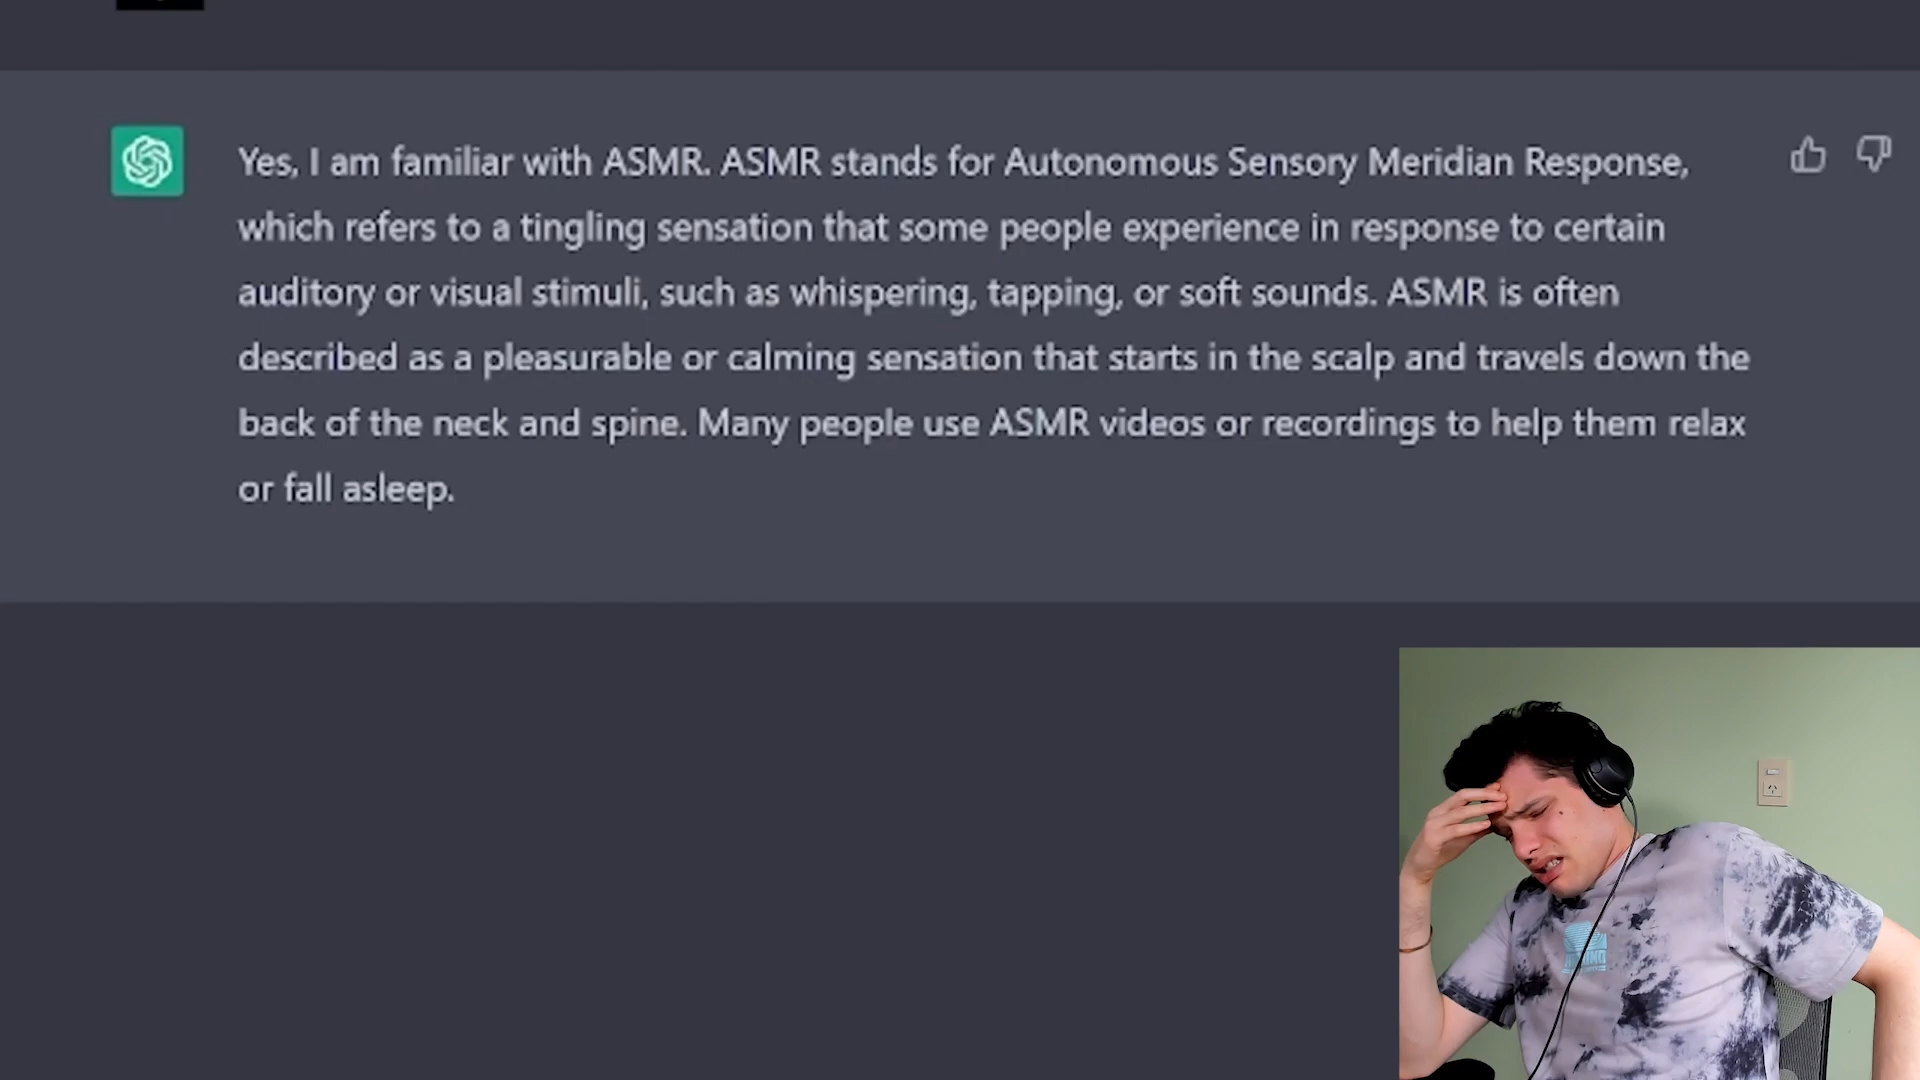 Yes, I am familiar with ASMR. ASMR stands for Autonomous Sensory Meridian Response,
which refers to a tingling sensation that some people experience in response to certain
auditory or visual stimuli, such as whispering, tapping, or soft sounds. ASMR is often
described as a pleasurable or calming sensation that starts in the scalp and travels down the
back of the neck and spine. Many people use ASMR videos or recordings to help them relax
or fall asleep.